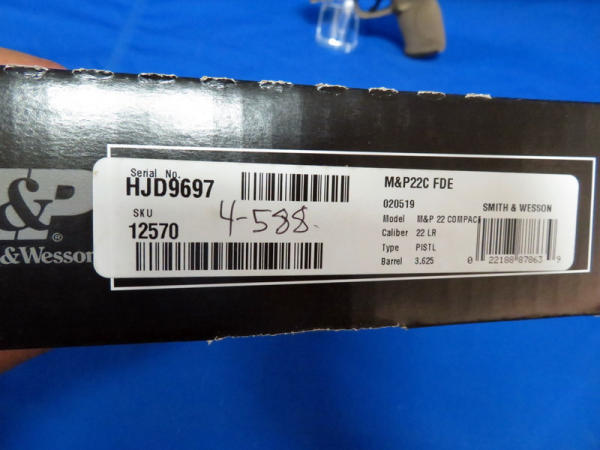 &P
®
& Wesson
Serial No.
HJD9697
SKU
12570
4-588.
M&P22C FDE
020519
Model M&P 22 COMPACT
Caliber 22 LR
Type PISTL
Barrel 3.625
SMITH & WESSON
0 22188 87863 9